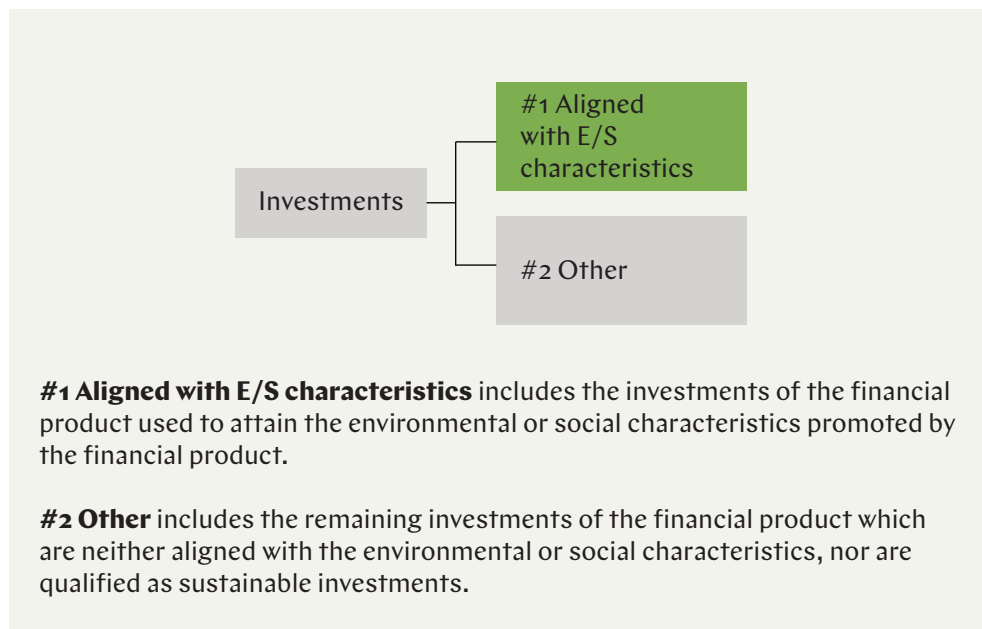 #1 Aligned
with E/S
characteristics
Investments
#2 Other
#1 Aligned with E/S characteristics includes the investments of the financial
product used to attain the environmental or social characteristics promoted by
the financial product.
#2 Other includes the remaining investments of the financial product which
are neither aligned with the environmental or social characteristics, nor are
qualified as sustainable investments.